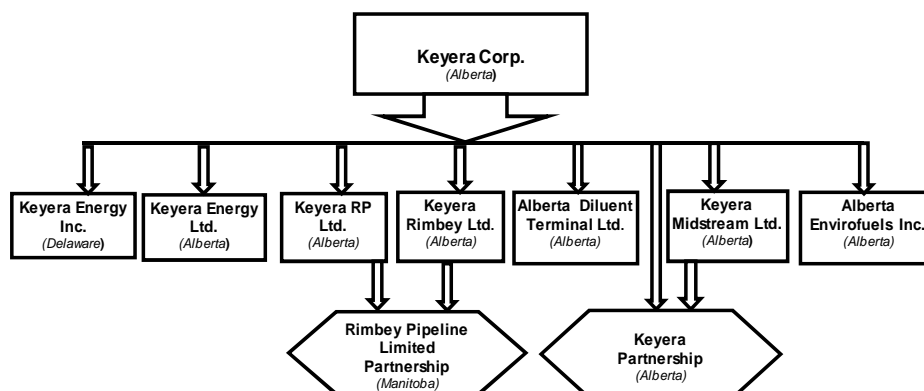 Keyera Corp.
(Alberta)
Keyera Energy
Inc.
(Delaware)
Keyera Energy
Ltd.
(Alberta)
Keyera RP
Ltd.
(Alberta)
Keyera
Rimbey Ltd.
(Alberta)
Alberta Diluent
Terminal Ltd.
(Alberta)
Keyera
Midstream Ltd.
(Alberta)
Alberta
Envirofuels Inc.
(Alberta)
Rimbey Pipeline
Limited
Partnership
(Manitoba)
Keyera
Partnership
(Alberta)